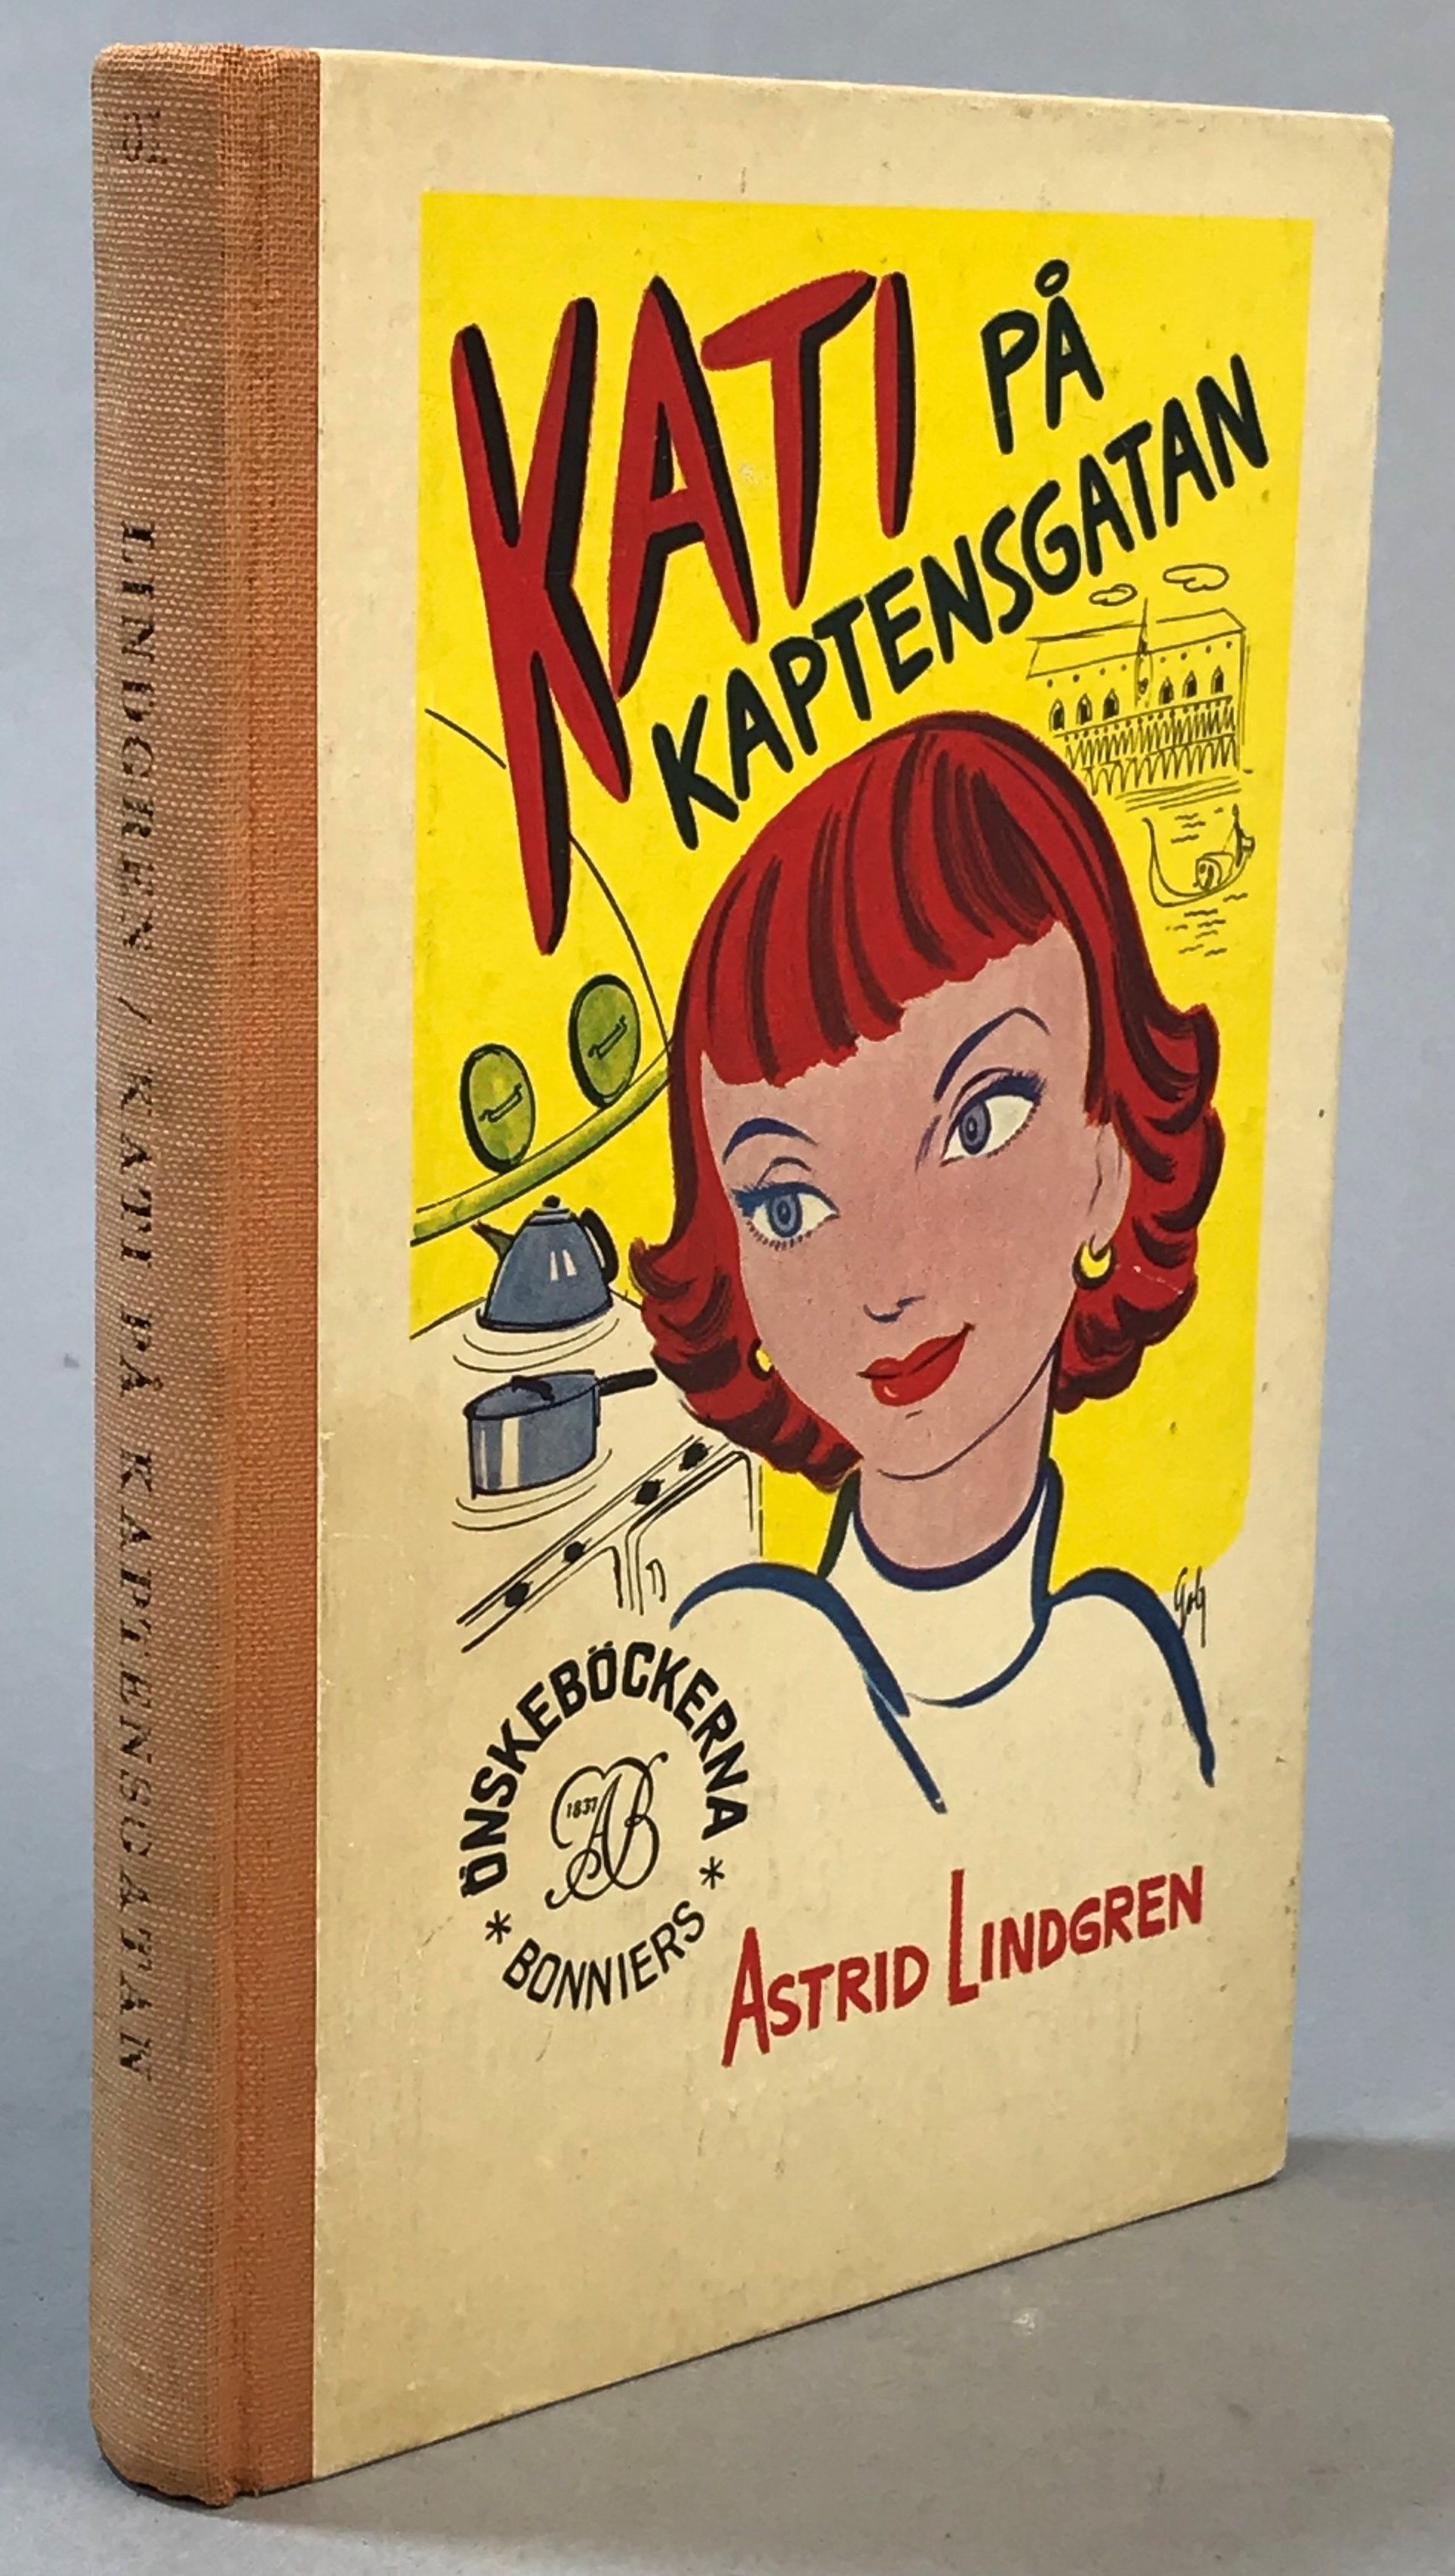 LINDGREN / KATI PÅ KAPTENSGATAN
KATI PÅ
KAPTENSGATAN
ÖNSKEBÖCKERNA
1837
AB
* BONNIERS *
ASTRID LINDGREN